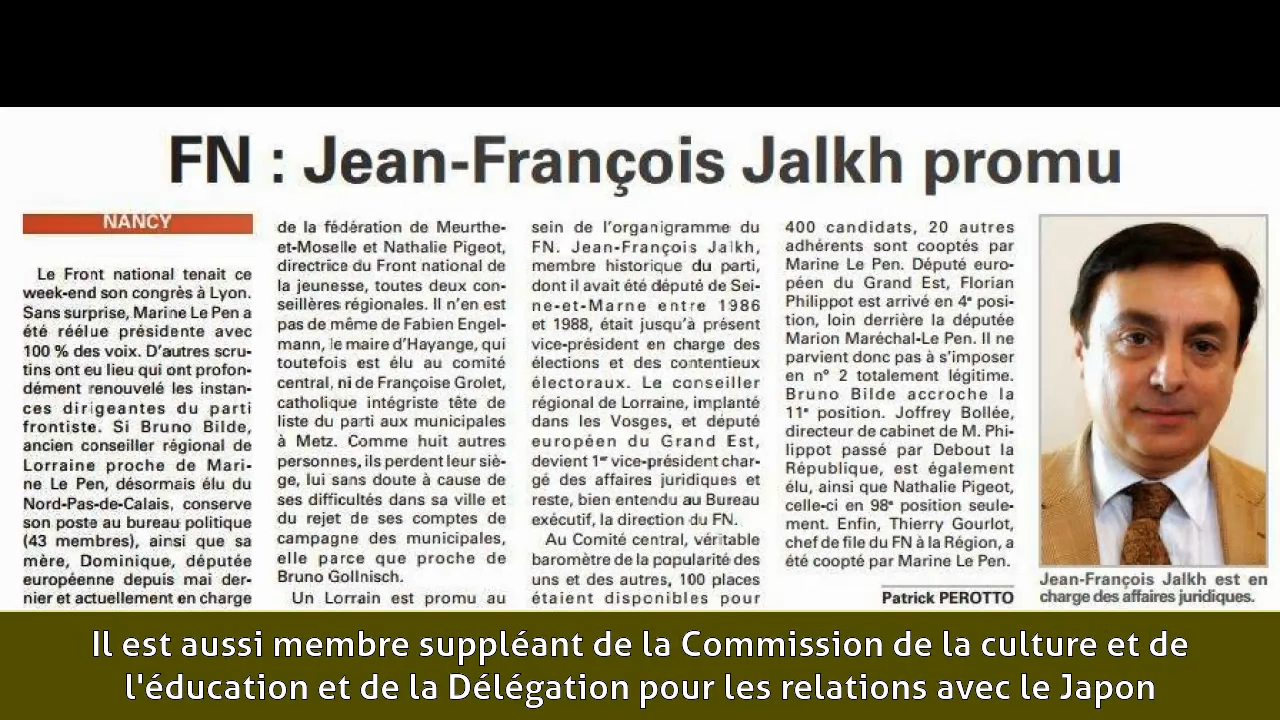 FN : Jean-François Jalkh promu
NANCY
Le Front national tenait ce
week-end son congrès à Lyon.
Sans surprise, Marine Le Pen a
été réélue présidente avec
100 % des voix. D'autres scru-
tins ont eu lieu qui ont profon-
dément renouvelé les instan-
ces dirigeantes du parti
frontiste. Si Bruno Bilde,
ancien conseiller régional de
Lorraine proche de Mari-
ne Le Pen, désormais élu du
Nord-Pas-de-Calais, conserve
son poste au bureau politique
(43 membres), ainsi que sa
mère, Dominique, députée
européenne depuis mai der-
nier et actuellement en charge
de la fédération de Meurthe-
et-Moselle et Nathalie Pigeot,
directrice du Front national de
la jeunesse, toutes deux con-
seillères régionales. Il n'en est
pas de même de Fabien Engel-
mann, le maire d'Hayange, qui
toutefois est élu au comité
central, ni de Françoise Grolet,
catholique intégriste tête de
liste du parti aux municipales
à Metz. Comme huit autres
personnes, ils perdent leur siè-
ge, lui sans doute à cause de
ses difficultés dans sa ville et
du rejet de ses comptes de
campagne des municipales,
elle parce que proche de
Bruno Gollnisch.
Un Lorrain est promu au
sein de l'organigramme du
FN. Jean-François Jalkh,
membre historique du parti,
dont il avait été député de Sei-
ne-et-Marne entre 1986
et 1988, était jusqu'à présent
vice-président en charge des
élections et des contentieux
électoraux. Le conseiller
régional de Lorraine, implanté
dans les Vosges, et député
européen du Grand Est,
devient 1er vice-président char-
gé des affaires juridiques et
reste, bien entendu au Bureau
exécutif, la direction du FN.
Au Comité central, véritable
baromètre de la popularité des
uns et des autres, 100 places
étaient disponibles pour
400 candidats, 20 autres
adhérents sont cooptés par
Marine Le Pen. Député euro-
péen du Grand Est, Florian
Philippot est arrivé en 4e posi-
tion, loin derrière la députée
Marion Maréchal-Le Pen. Il ne
parvient donc pas à s'imposer
en n° 2 totalement légitime.
Bruno Bilde accroche la
11e position. Joffrey Bollée,
directeur de cabinet de M. Phi-
lippot passé par Debout la
République, est également
élu, ainsi que Nathalie Pigeot,
celle-ci en 98e position seule-
ment. Enfin, Thierry Gourlot,
chef de file du FN à la Région, a
été coopté par Marine Le Pen.
Patrick PEROTTO
Jean-François Jalkh est en
charge des affaires juridiques.
Il est aussi membre suppléant de la Commission de la culture et de
l'éducation et de la Délégation pour les relations avec le Japon